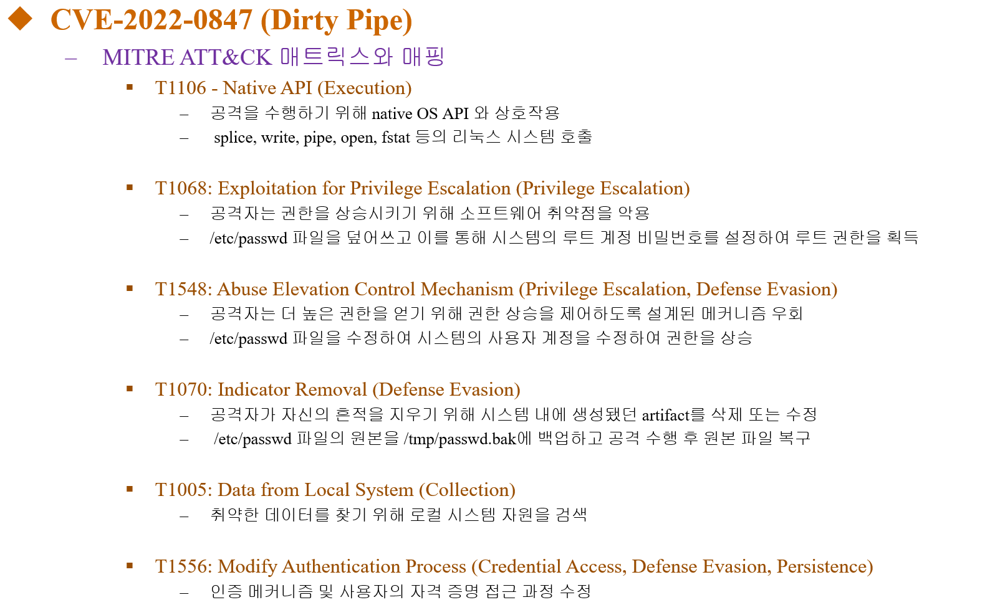 ◆ CVE-2022-0847 (Dirty Pipe)
– MITRE ATT&CK 매트릭스와 매핑
▪ T1106 - Native API (Execution)
– 공격을 수행하기 위해 native OS API 와 상호작용
– splice, write, pipe, open, fstat 등의 리눅스 시스템 호출
▪ T1068: Exploitation for Privilege Escalation (Privilege Escalation)
– 공격자는 권한을 상승시키기 위해 소프트웨어 취약점을 악용
– /etc/passwd 파일을 덮어쓰고 이를 통해 시스템의 루트 계정 비밀번호를 설정하여 루트 권한을 획득
▪ T1548: Abuse Elevation Control Mechanism (Privilege Escalation, Defense Evasion)
– 공격자는 더 높은 권한을 얻기 위해 권한 상승을 제어하도록 설계된 메커니즘 우회
– /etc/passwd 파일을 수정하여 시스템의 사용자 계정을 수정하여 권한을 상승
▪ T1070: Indicator Removal (Defense Evasion)
– 공격자가 자신의 흔적을 지우기 위해 시스템 내에 생성됐던 artifact를 삭제 또는 수정
– /etc/passwd 파일의 원본을 /tmp/passwd.bak에 백업하고 공격 수행 후 원본 파일 복구
▪ T1005: Data from Local System (Collection)
– 취약한 데이터를 찾기 위해 로컬 시스템 자원을 검색
▪ T1556: Modify Authentication Process (Credential Access, Defense Evasion, Persistence)
– 인증 메커니즘 및 사용자의 자격 증명 접근 과정 수정